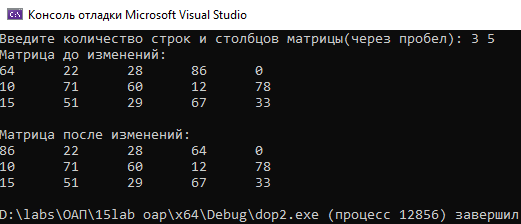 Консоль отладки Microsoft Visual Studio
Введите количество строк и столбцов матрицы(через пробел): 3 5
Матрица до изменений:
64 22 28 86 0
10 71 60 12 78
15 51 29 67 33
Матрица после изменений:
86 22 28 64 0
10 71 60 12 78
15 51 29 67 33
D:\labs\ОАП\15lab oap\x64\Debug\dop2.exe (процесс 12856) завершил